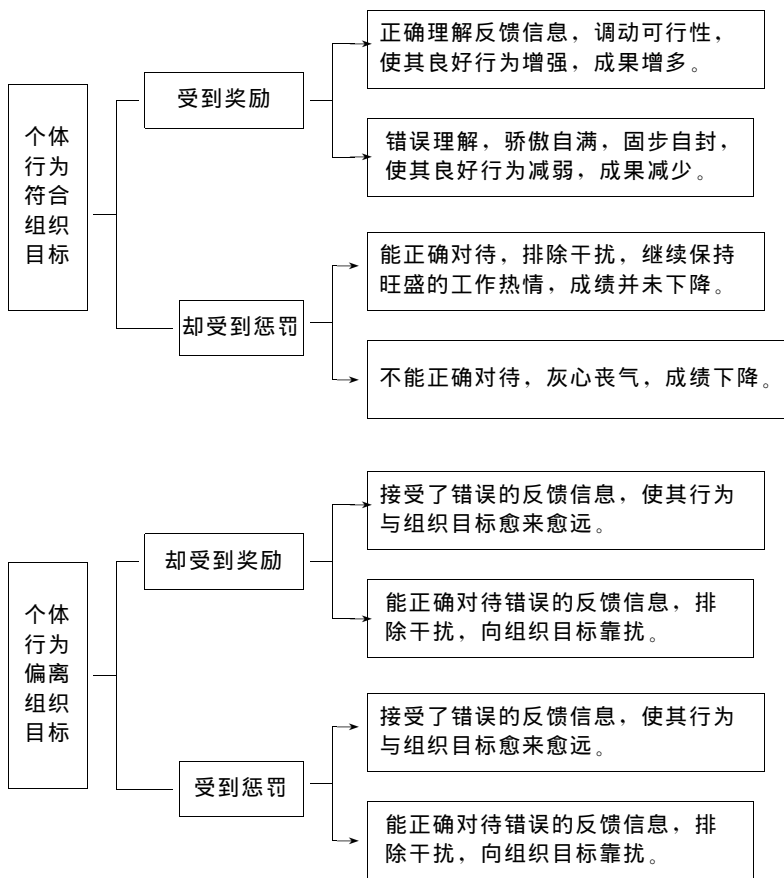 个体
行为
符合
组织
目标
受到奖励
正确理解反馈信息，调动可行性，
使其良好行为增强，成果增多。
错误理解，骄傲自满，固步自封，
使其良好行为减弱，成果减少。
却受到惩罚
能正确对待，排除干扰，继续保持
旺盛的工作热情，成绩并未下降。
不能正确对待，灰心丧气，成绩下降。
个体
行为
偏离
组织
目标
却受到奖励
接受了错误的反馈信息，使其行为
与组织目标愈来愈远。
能正确对待错误的反馈信息，排
除干扰，向组织目标靠扰。
受到惩罚
接受了错误的反馈信息，使其行为
与组织目标愈来愈远。
能正确对待错误的反馈信息，排
除干扰，向组织目标靠扰。